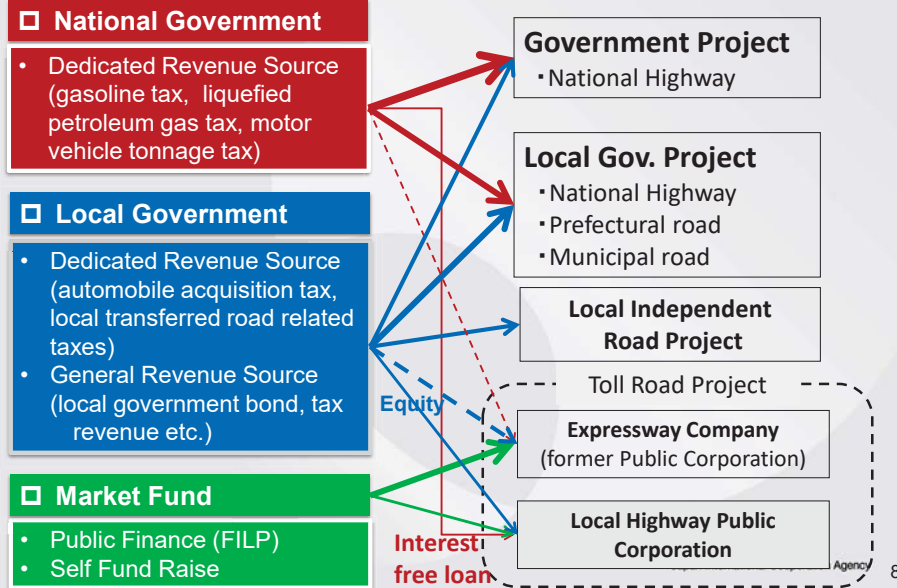 □ National Government
• Dedicated Revenue Source
(gasoline tax, liquefied
petroleum gas tax, motor
vehicle tonnage tax)
□ Local Government
• Dedicated Revenue Source
(automobile acquisition tax,
local transferred road related
taxes)
• General Revenue Source
(local government bond, tax
revenue etc.)
□ Market Fund
• Public Finance (FILP)
• Self Fund Raise
Equity
Interest
free loan
Government Project
・National Highway
Local Gov. Project
・National Highway
・Prefectural road
・Municipal road
Local Independent
Road Project
Toll Road Project
Expressway Company
(former Public Corporation)
Local Highway Public
Corporation
Agency
8